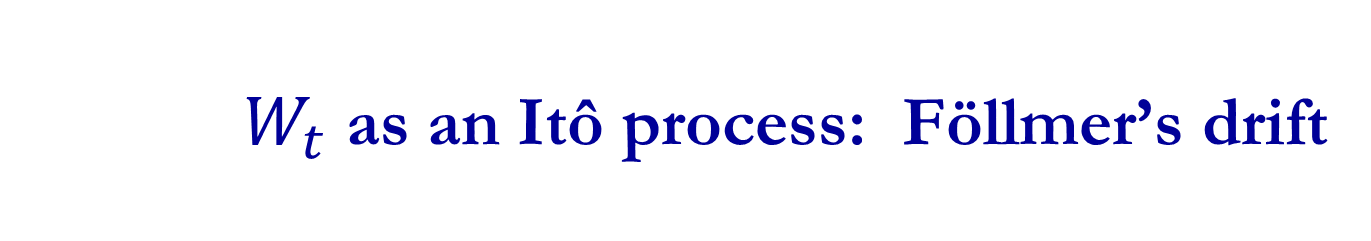 W_t as an Itô process: Föllmer’s drift